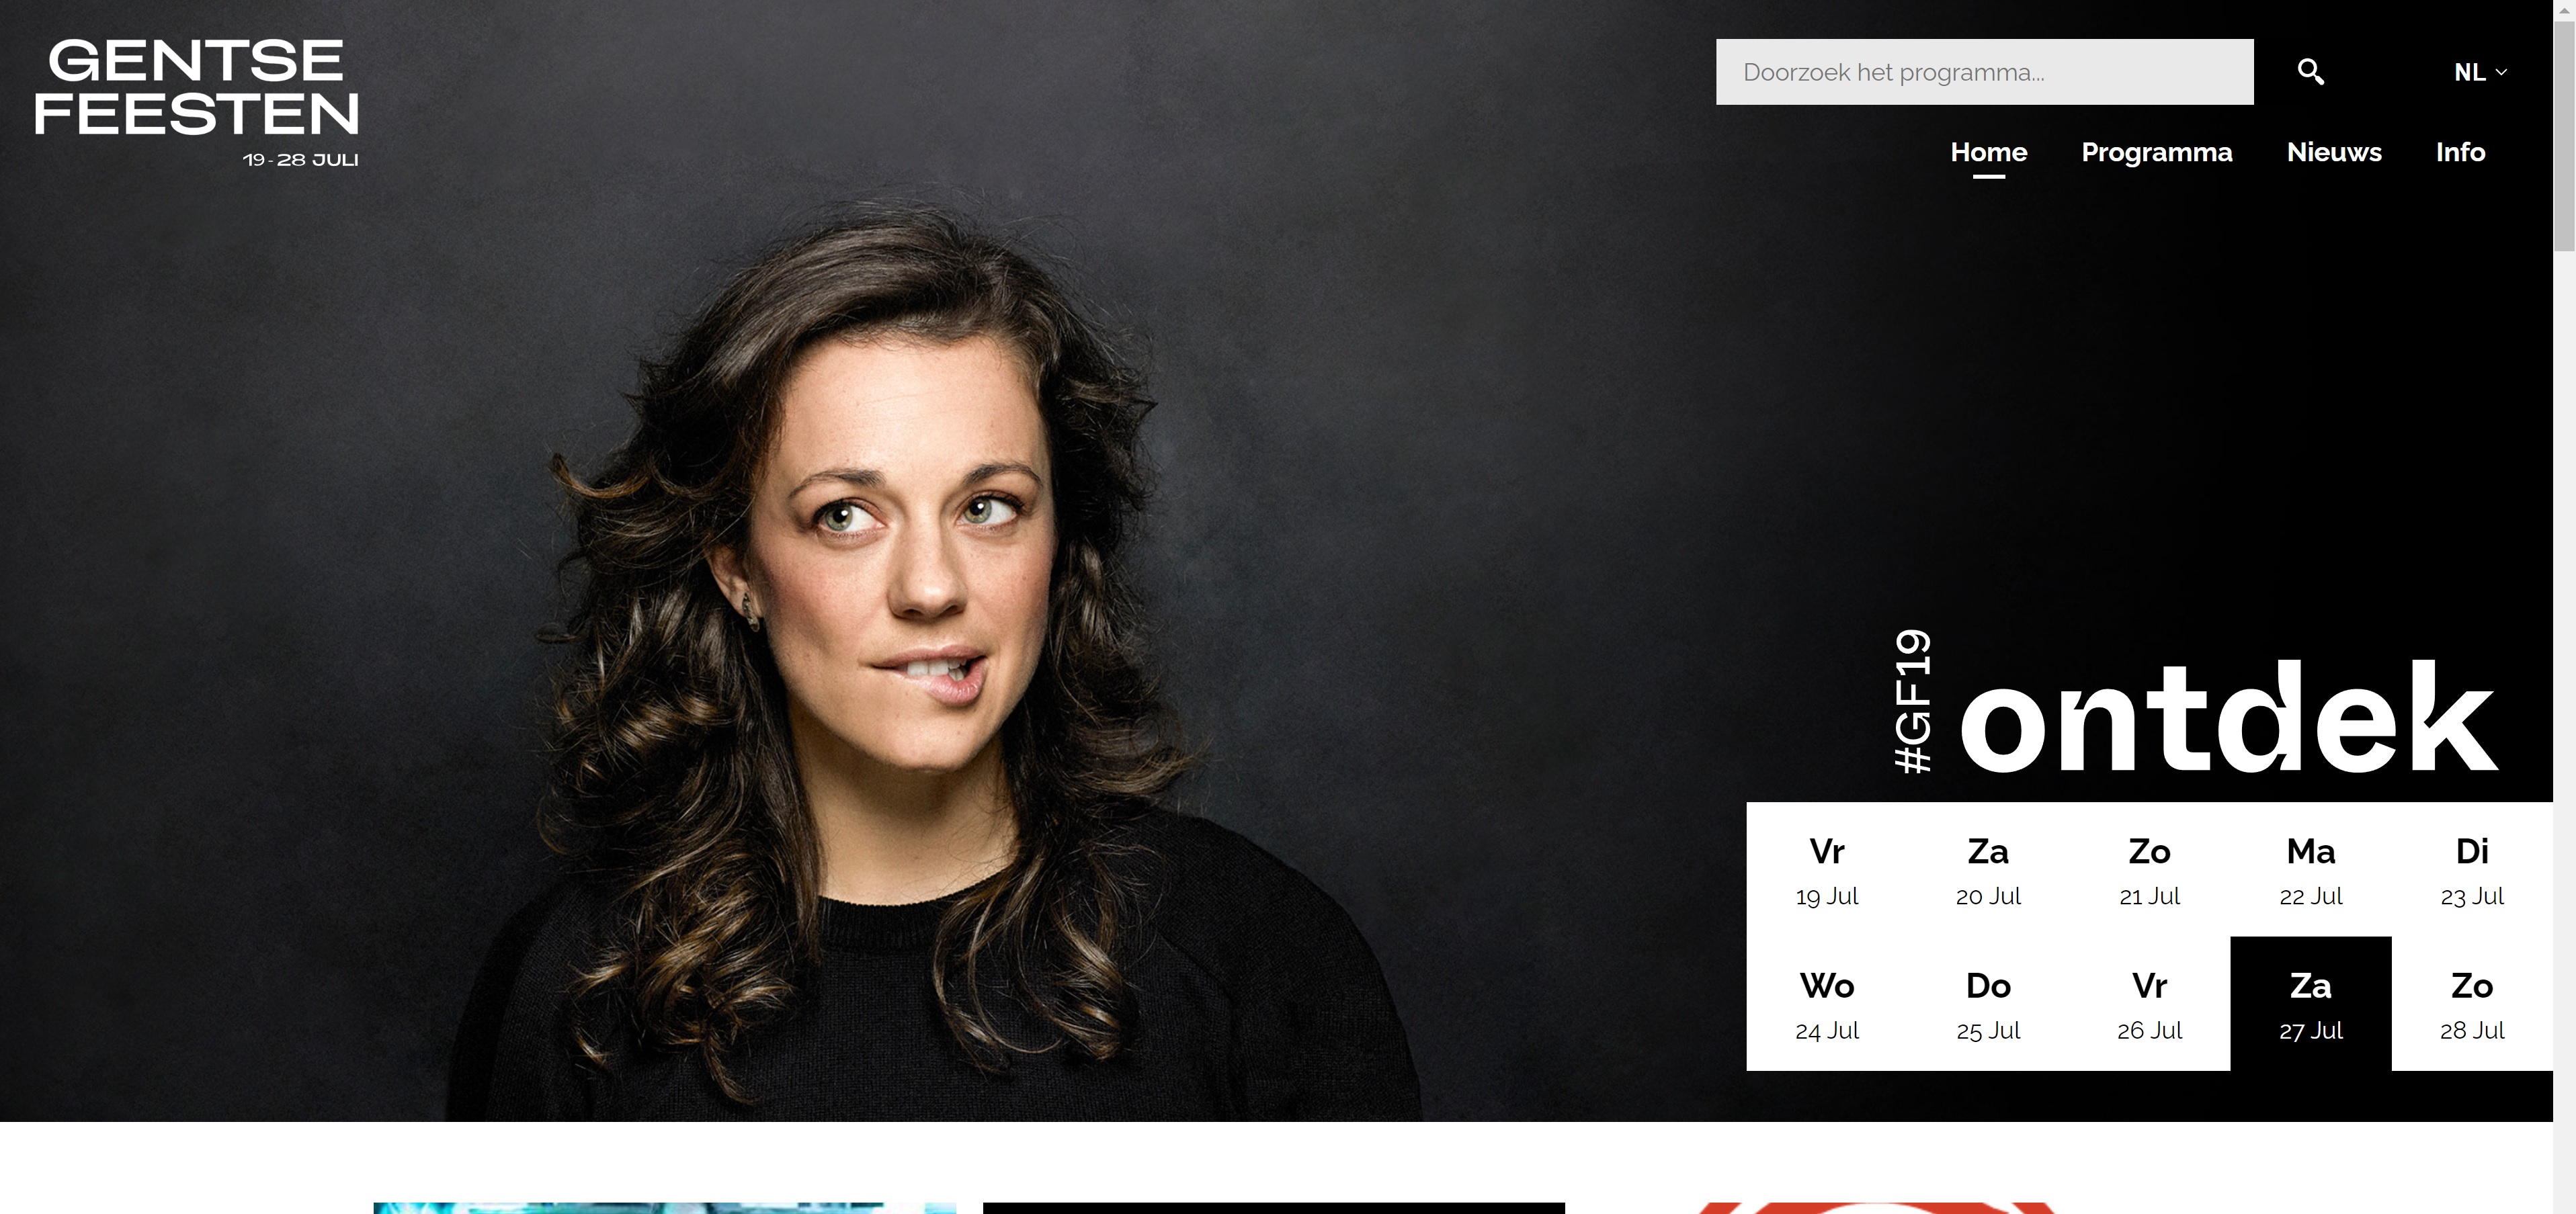 GENTSE
FEESTEN
19 - 28 JULI
Doorzoek het programma...
NL
Home Programma Nieuws Info
#GF19
ontdek
Vr Za Zo Ma Di
19 Jul 20 Jul 21 Jul 22 Jul 23 Jul
Wo Do Vr Za Zo
24 Jul 25 Jul 26 Jul 27 Jul 28 Jul